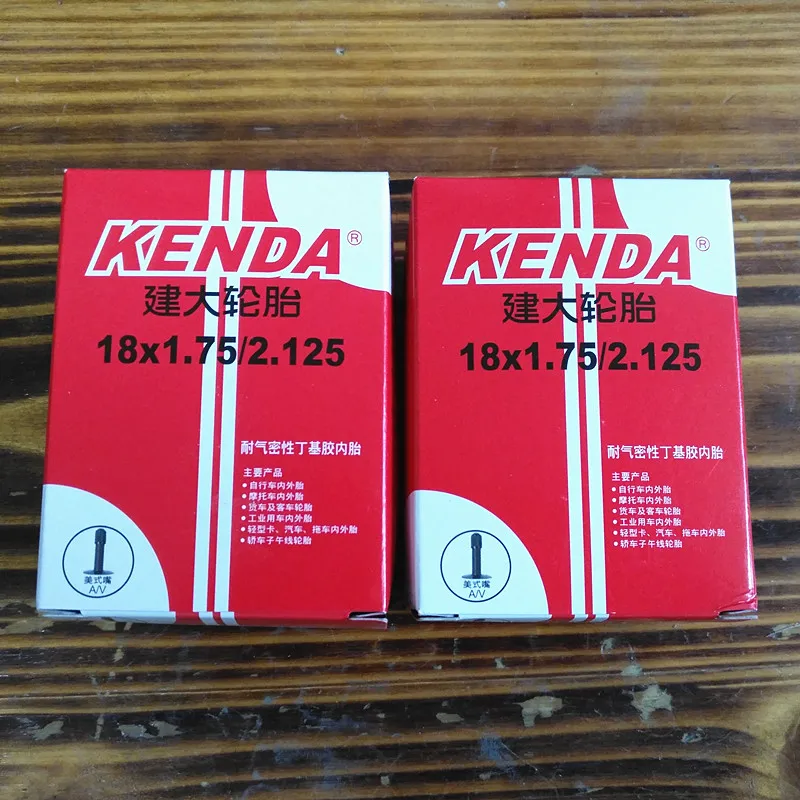 KENDA®
建大轮胎
18x1.75/2.125
耐气密性丁基胶内胎
主要产品
• 自行车内外胎
• 摩托车内外胎
• 货车及客车轮胎
• 工业用车内外胎
• 轻型卡、汽车、拖车内外胎
• 轿车子午线轮胎
美式嘴
A/V
KENDA®
建大轮胎
18x1.75/2.125
耐气密性丁基胶内胎
主要产品
• 自行车内外胎
• 摩托车内外胎
• 货车及客车轮胎
• 工业用车内外胎
• 轻型卡、汽车、拖车内外胎
• 轿车子午线轮胎
美式嘴
A/V